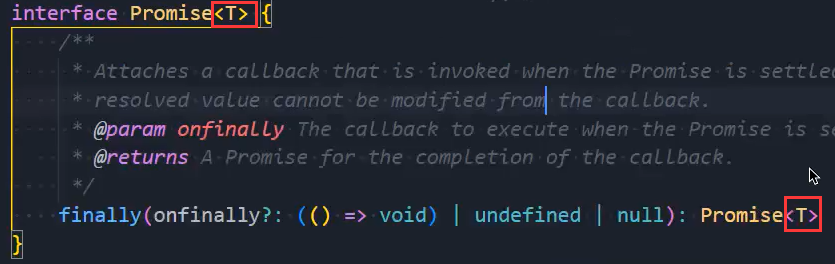 interface Promise<T> {
/**
* Attaches a callback that is invoked when the Promise is settled
* resolved value cannot be modified from the callback.
* @param onfinally The callback to execute when the Promise is
* @returns A Promise for the completion of the callback.
*/
finally(onfinally?: (() => void) | undefined | null): Promise<T>
}